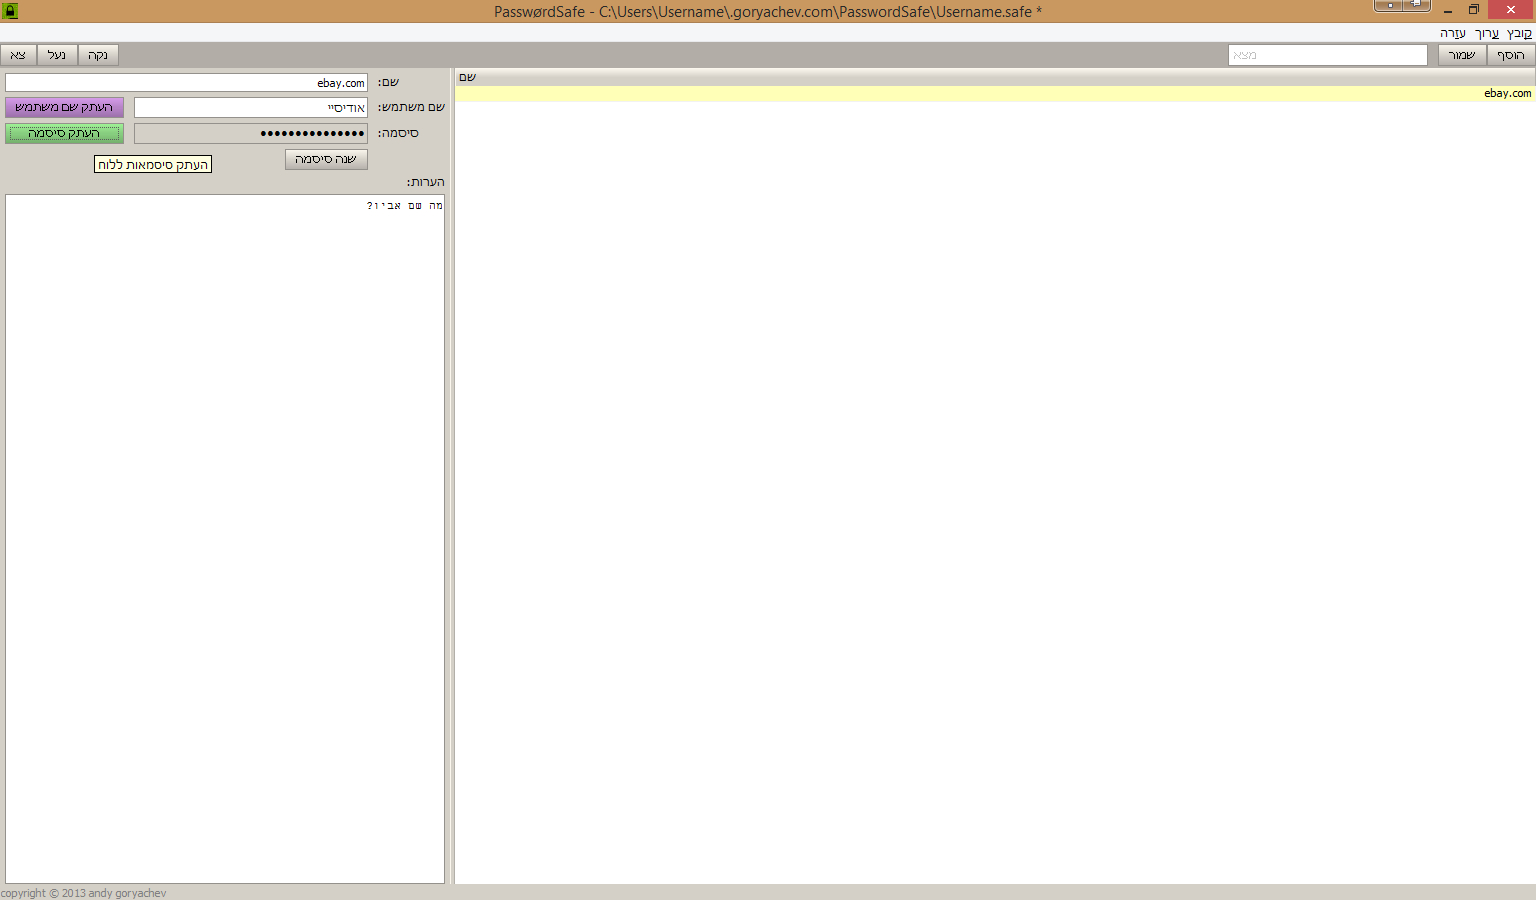 PasswørdSafe - C:\Users\Username\.goryachev.com\PasswordSafe\Username.safe *
קובץ ערוך עזרה
הוסף שמור מצא נקה נעל צא
שם
ebay.com
שם: ebay.com
שם משתמש: אודיסיי העתק שם משתמש
סיסמה: ••••••••••••••• העתק סיסמה
שנה סיסמה
העתק סיסמאות ללוח
הערות:
מה שם אביו?
copyright © 2013 andy goryachev